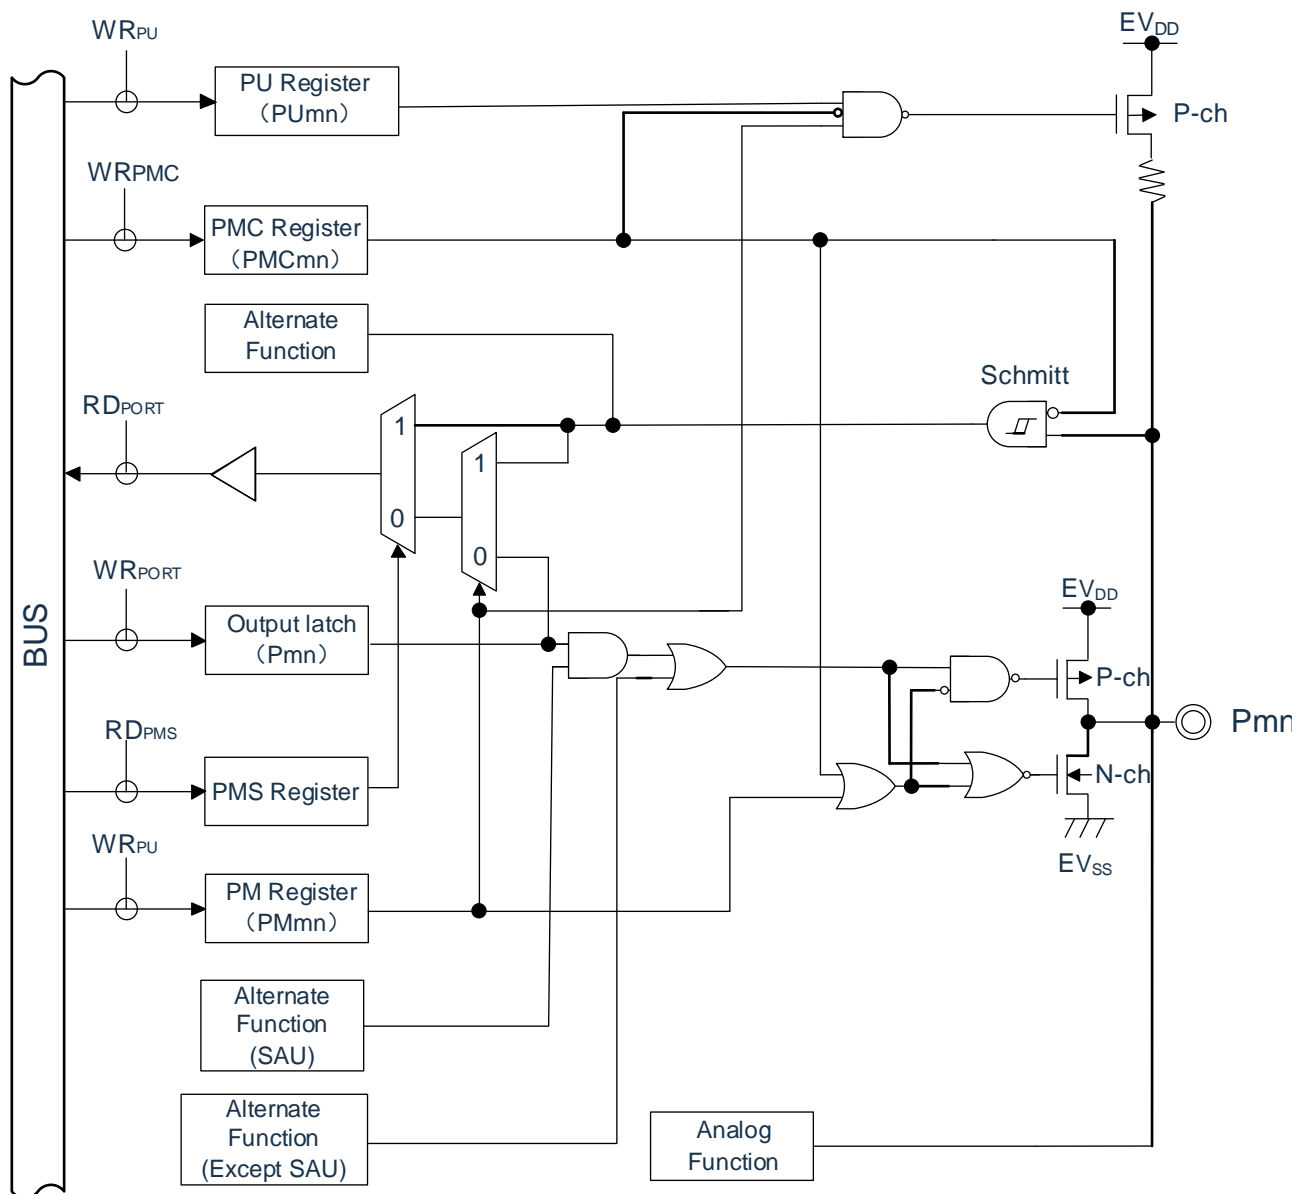 WRPU
EVDD
PU Register
（PUmn）
P-ch
WRPMC
PMC Register
（PMCmn）
Alternate
Function
Schmitt
RDPORT
1
1
0
0
WRPORT
EVDD
Output latch
（Pmn）
BUS
P-ch
Pmn
RDPMS
PMS Register
N-ch
WRPU
EVSS
PM Register
（PMmn）
Alternate
Function
(SAU)
Alternate
Function
(Except SAU)
Analog
Function